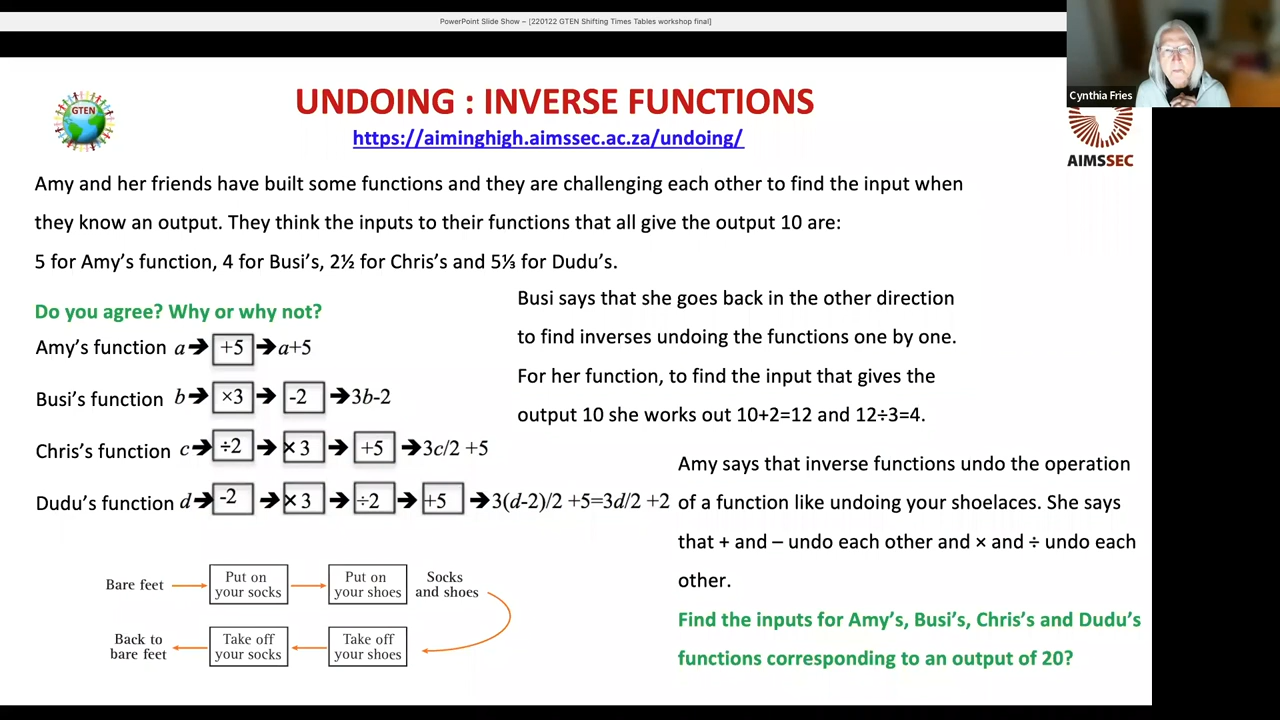 PowerPoint Slide Show – [220122 GTEN Shifting Times Tables workshop final]
Cynthia Fries
GTEN
AIMSSEC
UNDOING : INVERSE FUNCTIONS
https://aiminghigh.aimssec.ac.za/undoing/
Amy and her friends have built some functions and they are challenging each other to find the input when
they know an output. They think the inputs to their functions that all give the output 10 are:
5 for Amy's function, 4 for Busi's, 2½ for Chris's and 5⅓ for Dudu's.
Do you agree? Why or why not?
Amy's function a➔ +5 ➔a+5
Busi's function b➔ ×3 ➔ -2 ➔3b-2
Chris's function c➔ ÷2 ➔ × 3 ➔ +5 ➔3c/2 +5
Dudu's function d➔ -2 ➔ × 3 ➔ ÷2 ➔ +5 ➔3(d-2)/2 +5=3d/2 +2
Busi says that she goes back in the other direction
to find inverses undoing the functions one by one.
For her function, to find the input that gives the
output 10 she works out 10+2=12 and 12÷3=4.
Amy says that inverse functions undo the operation
of a function like undoing your shoelaces. She says
that + and – undo each other and × and ÷ undo each
other.
Find the inputs for Amy's, Busi's, Chris's and Dudu's
functions corresponding to an output of 20?
Bare feet
Put on
your socks
Put on
your shoes
Socks
and shoes
Back to
bare feet
Take off
your socks
Take off
your shoes